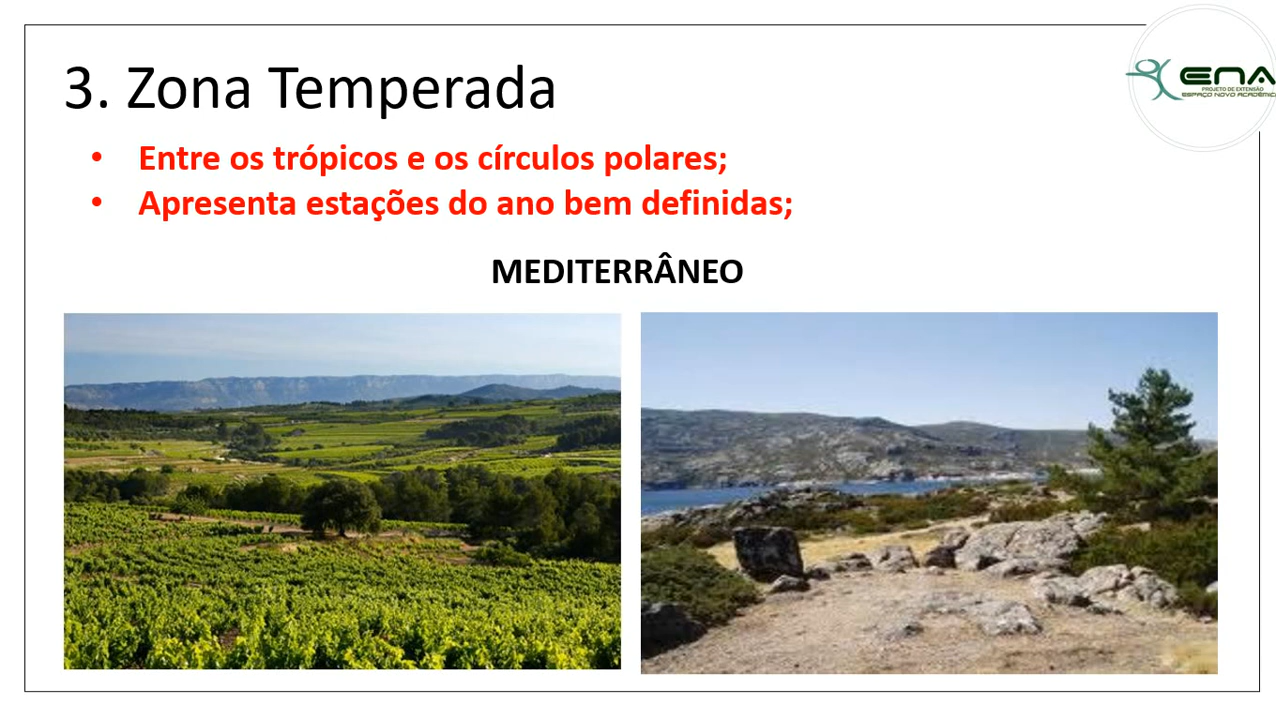 3. Zona Temperada
ENA
PROJETO DE EXTENSÃO
ESPAÇO NOVO ACADÊMICO
• Entre os trópicos e os círculos polares;
• Apresenta estações do ano bem definidas;
MEDITERRÂNEO